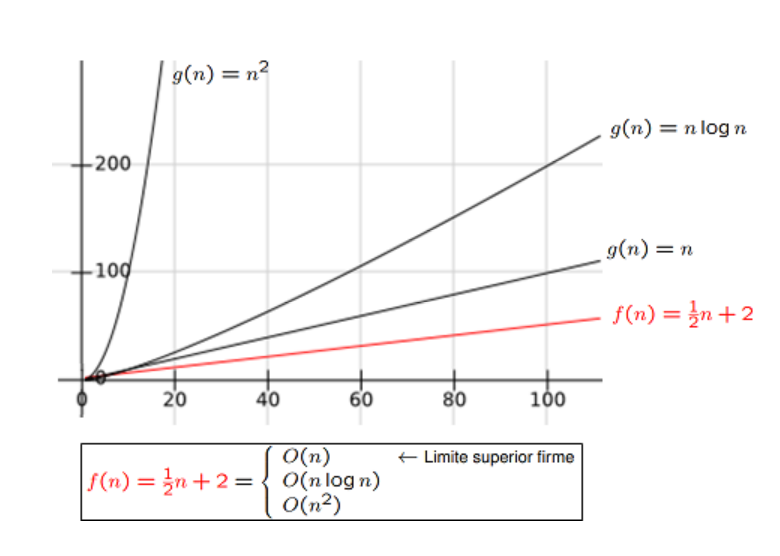 g(n) = n²
g(n) = n log n
200
g(n) = n
100
f(n) = ½n + 2
0
0 20 40 60 80 100
f(n) = ½n + 2 = { O(n) ← Limite superior firme
O(n log n)
O(n²)